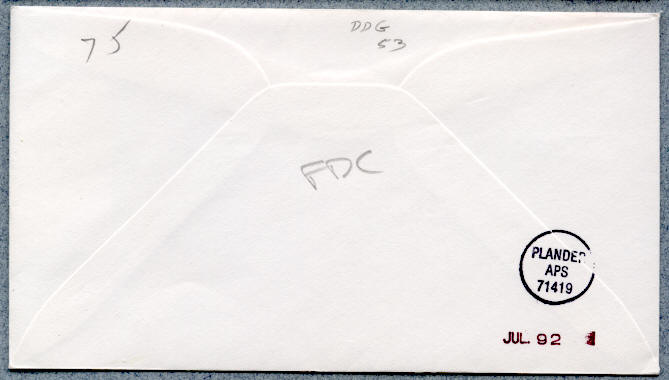 75
DDG
53
FDC
PLANDER
APS
71419
JUL. 92